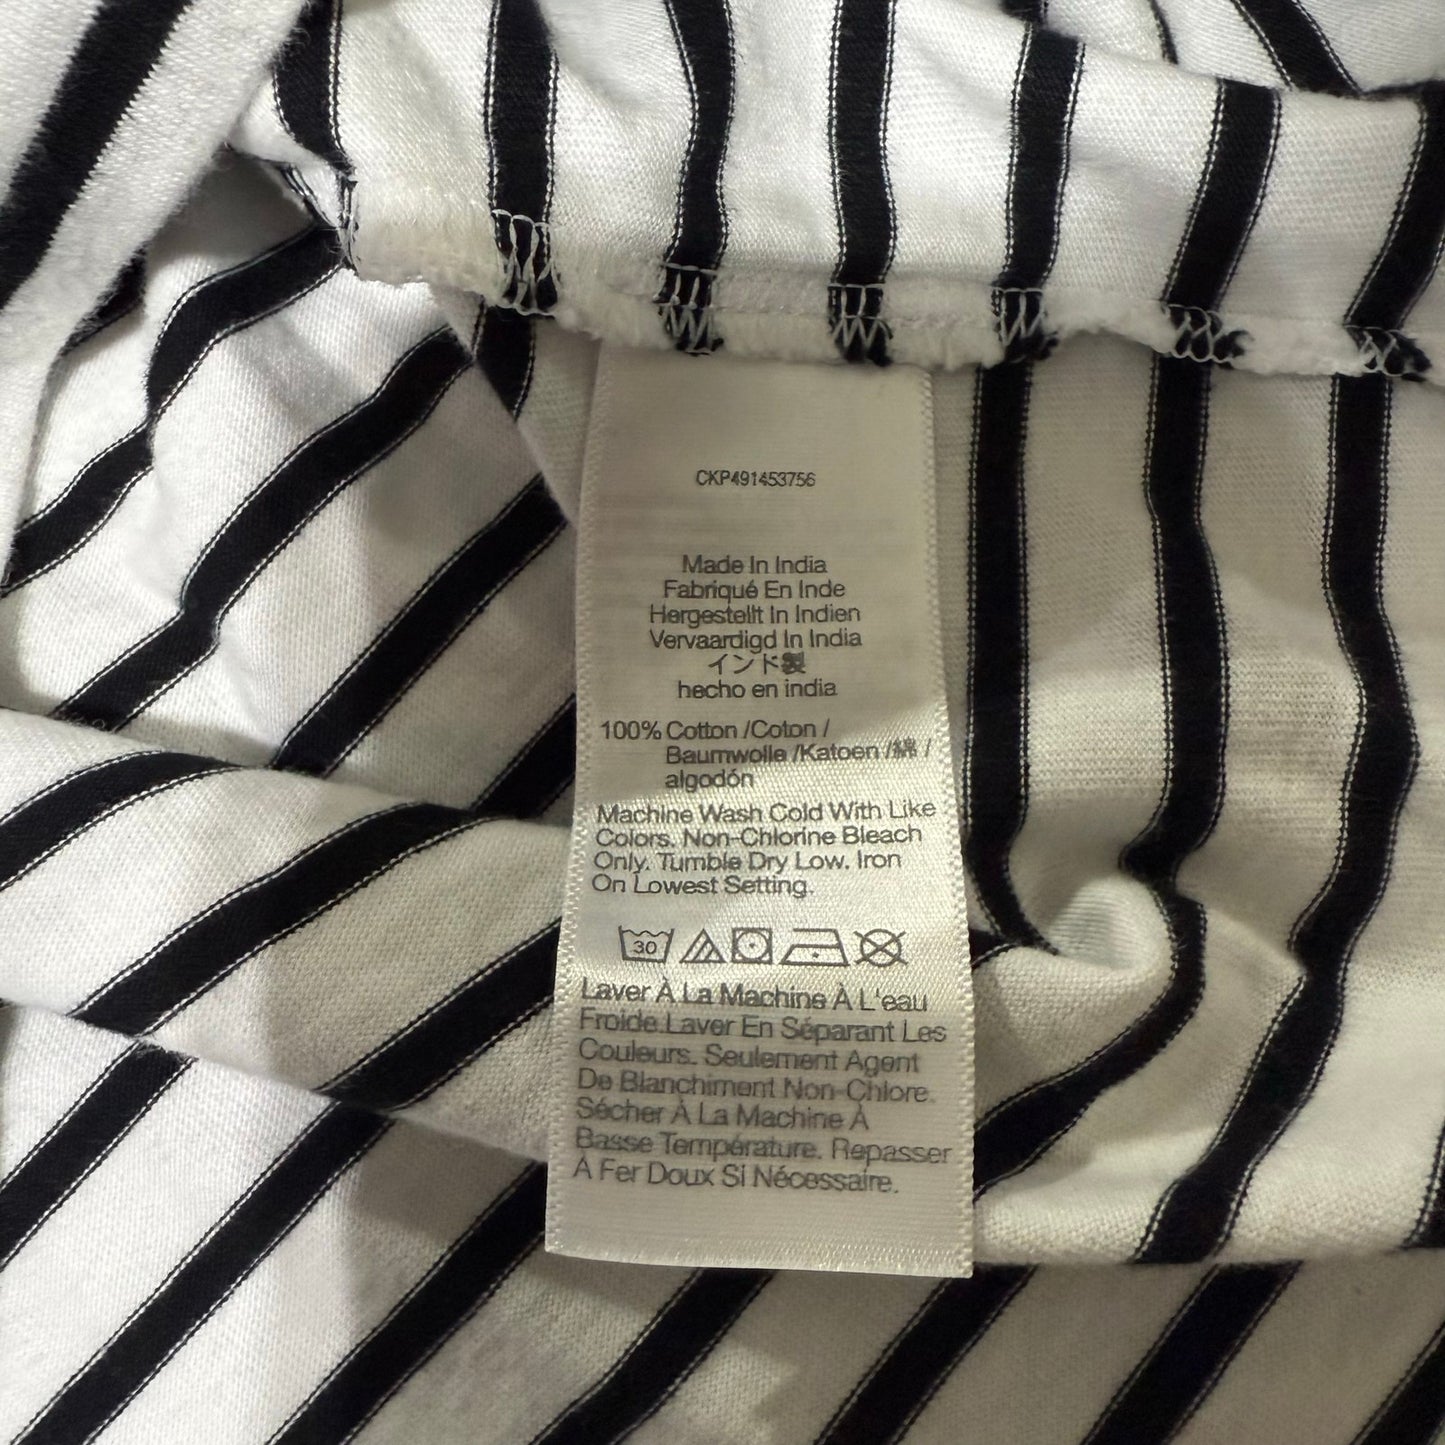 CKP491453756
Made In India
Fabriqué En Inde
Hergestellt In Indien
Vervaardigd In India
インド製
hecho en india
100% Cotton /Coton /
Baumwolle /Katoen /綿 /
algodón
Machine Wash Cold With Like
Colors. Non-Chlorine Bleach
Only. Tumble Dry Low. Iron
On Lowest Setting.
30
Laver À La Machine À L'eau
Froide.Laver En Séparant Les
Couleurs. Seulement Agent
De Blanchiment Non-Chlore.
Sécher À La Machine À
Basse Température. Repasser
À Fer Doux Si Nécessaire.